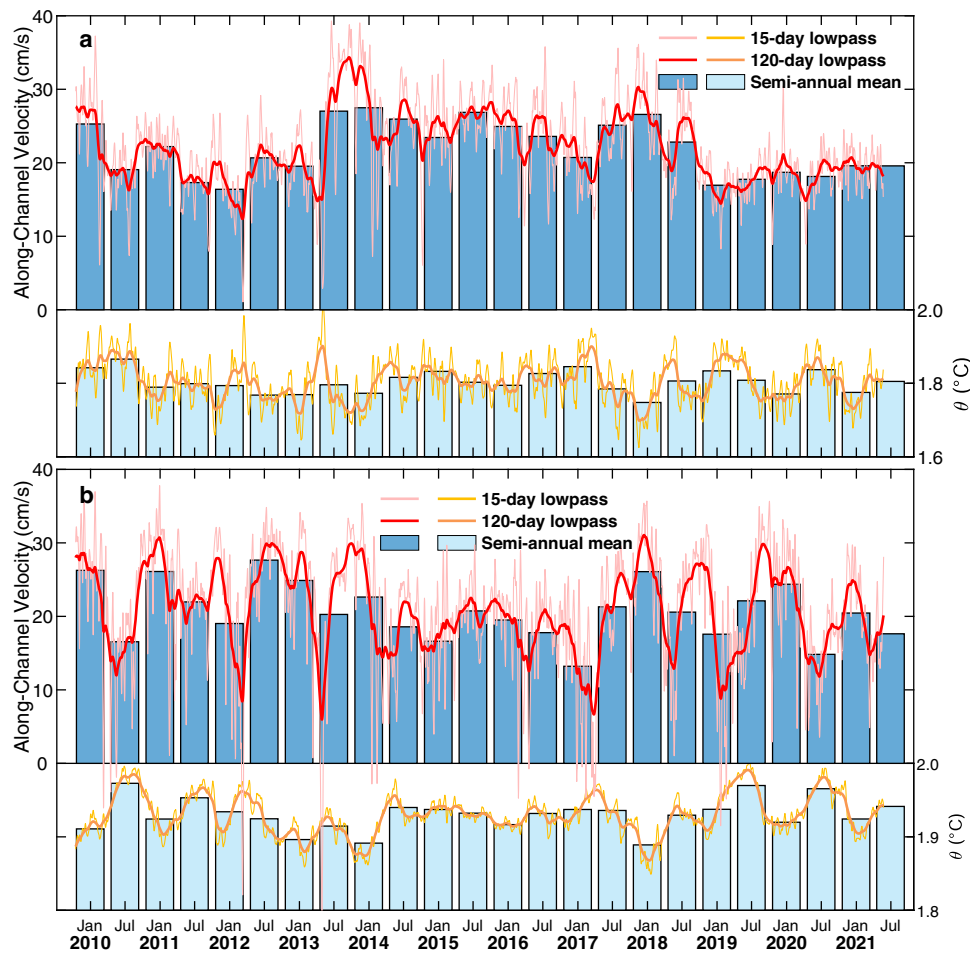 a
15-day lowpass
120-day lowpass
Semi-annual mean
Along-Channel Velocity (cm/s)
40
30
20
10
0
2.0
1.8
1.6
θ (°C)
b
15-day lowpass
120-day lowpass
Semi-annual mean
Along-Channel Velocity (cm/s)
40
30
20
10
0
2.0
1.9
1.8
θ (°C)
Jan Jul Jan Jul Jan Jul Jan Jul Jan Jul Jan Jul Jan Jul Jan Jul Jan Jul Jan Jul Jan Jul Jan Jul
2010 2011 2012 2013 2014 2015 2016 2017 2018 2019 2020 2021